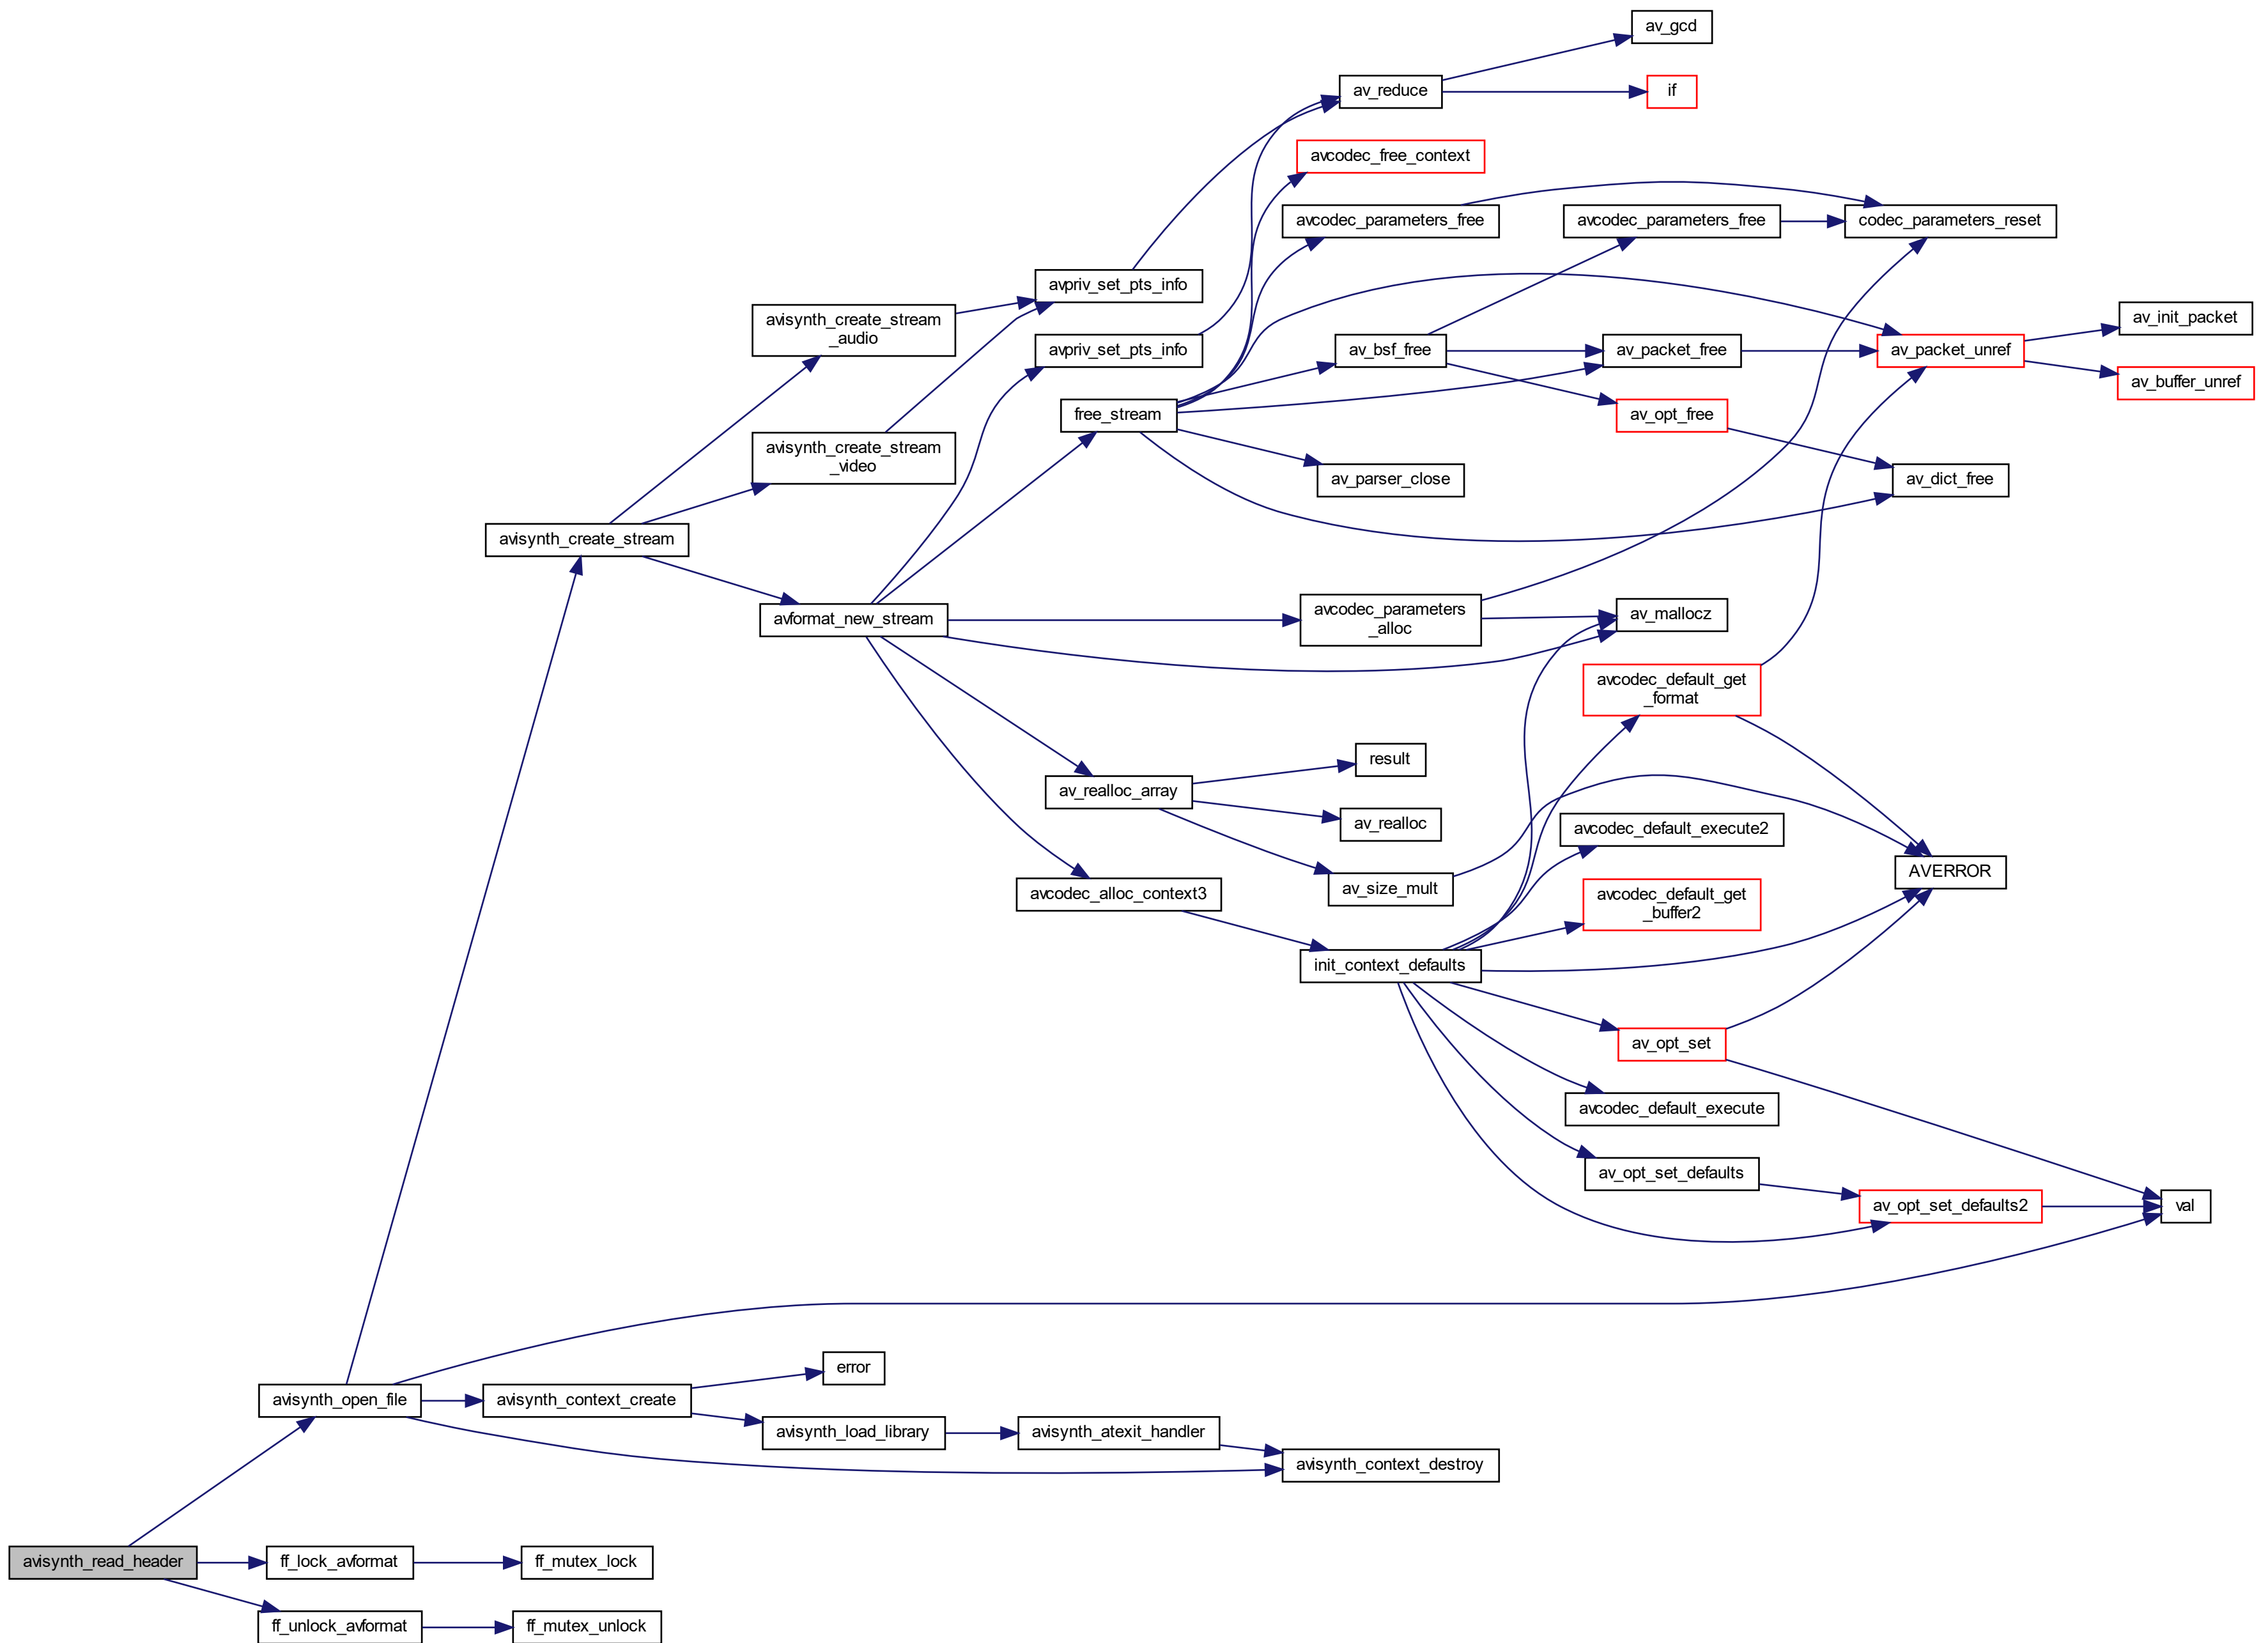 av_gcd
av_reduce
if
avcodec_free_context
avcodec_parameters_free
avcodec_parameters_free
codec_parameters_reset
avpriv_set_pts_info
avisynth_create_stream
_audio
av_init_packet
avpriv_set_pts_info
av_bsf_free
av_packet_free
av_packet_unref
av_buffer_unref
free_stream
av_opt_free
avisynth_create_stream
_video
av_parser_close
av_dict_free
avisynth_create_stream
avformat_new_stream
avcodec_parameters
_alloc
av_mallocz
avcodec_default_get
_format
result
av_realloc_array
av_realloc
avcodec_default_execute2
AVERROR
avcodec_alloc_context3
av_size_mult
avcodec_default_get
_buffer2
init_context_defaults
av_opt_set
avcodec_default_execute
av_opt_set_defaults
av_opt_set_defaults2
val
error
avisynth_open_file
avisynth_context_create
avisynth_load_library
avisynth_atexit_handler
avisynth_context_destroy
avisynth_read_header
ff_lock_avformat
ff_mutex_lock
ff_unlock_avformat
ff_mutex_unlock